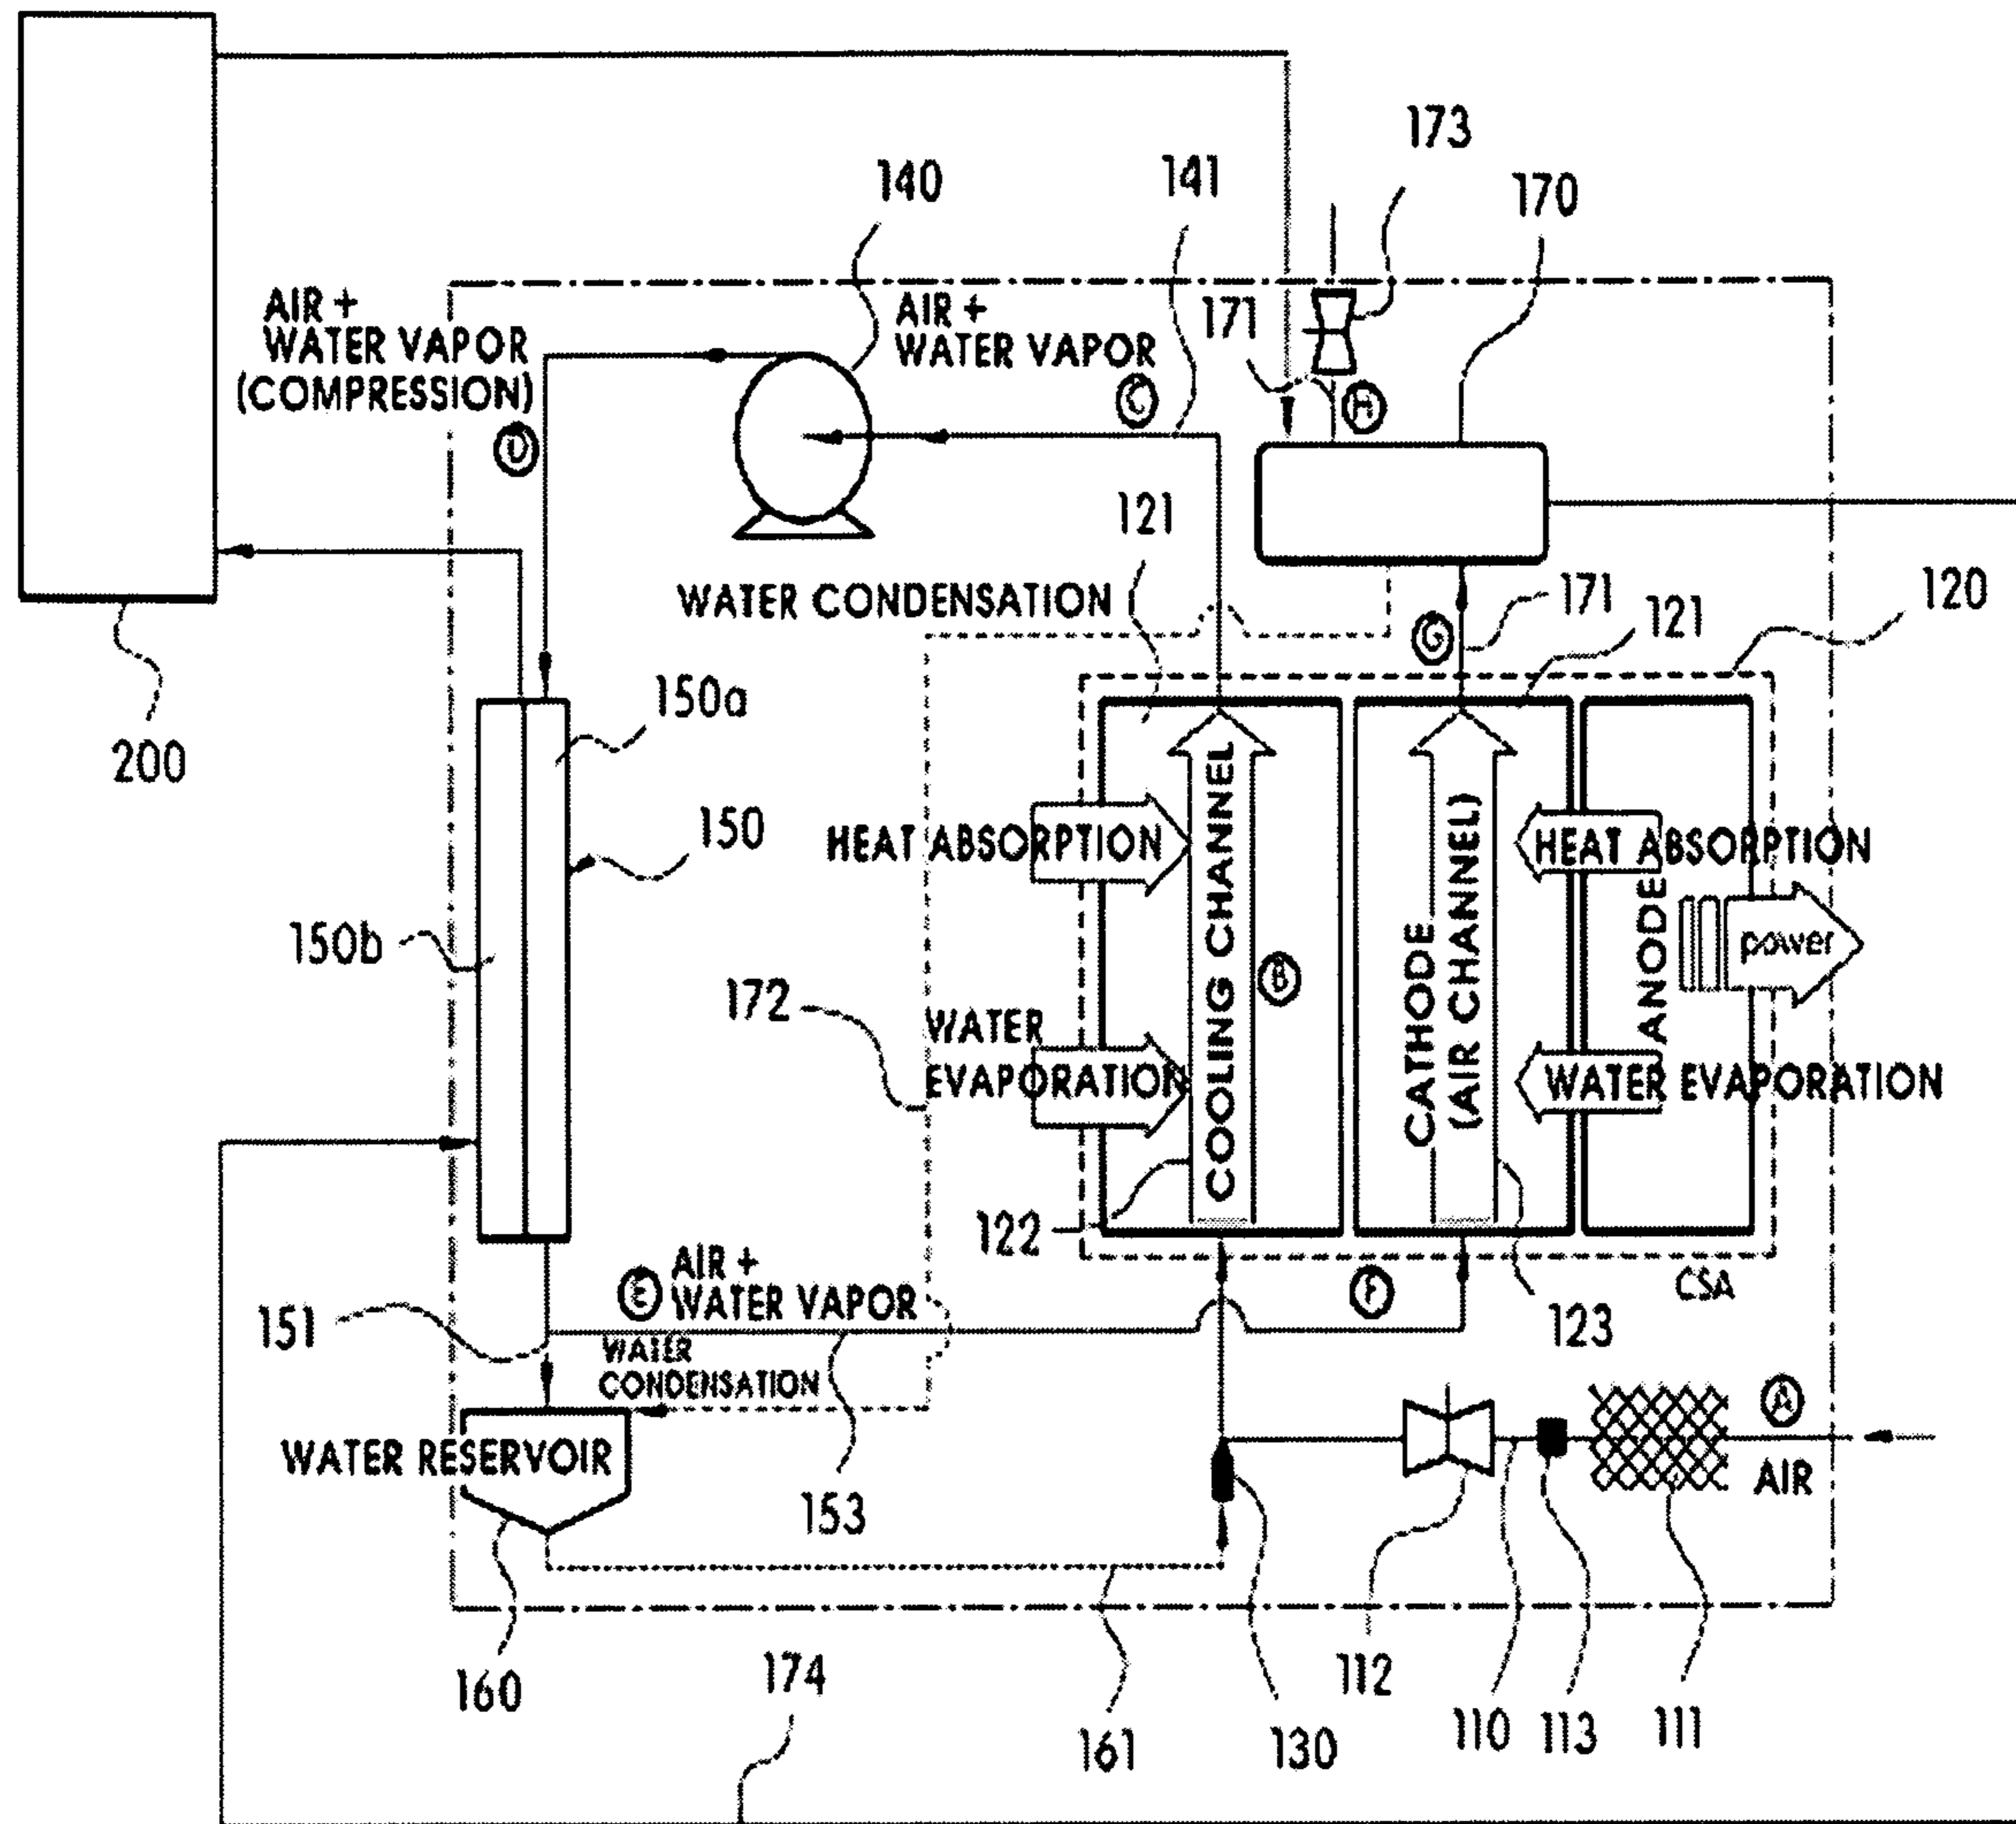 173
140
141
170
AIR +
WATER VAPOR
(COMPRESSION)
AIR +
WATER VAPOR
171
C
H
D
121
WATER CONDENSATION
120
171
121
G
150a
200
150
HEAT ABSORPTION
HEAT ABSORPTION
COOLING CHANNEL
CATHODE
(AIR CHANNEL)
ANODE
power
150b
B
172
WATER
EVAPORATION
WATER EVAPORATION
122
E
AIR +
WATER VAPOR
F
CSA
151
123
WATER
CONDENSATION
A
WATER RESERVOIR
AIR
153
160
174
112
161
130
110
113
111